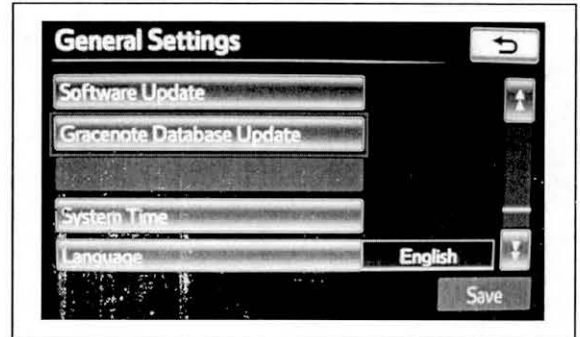 General Settings
Software Update
Gracenote Database Update
System Time
Language English
Save